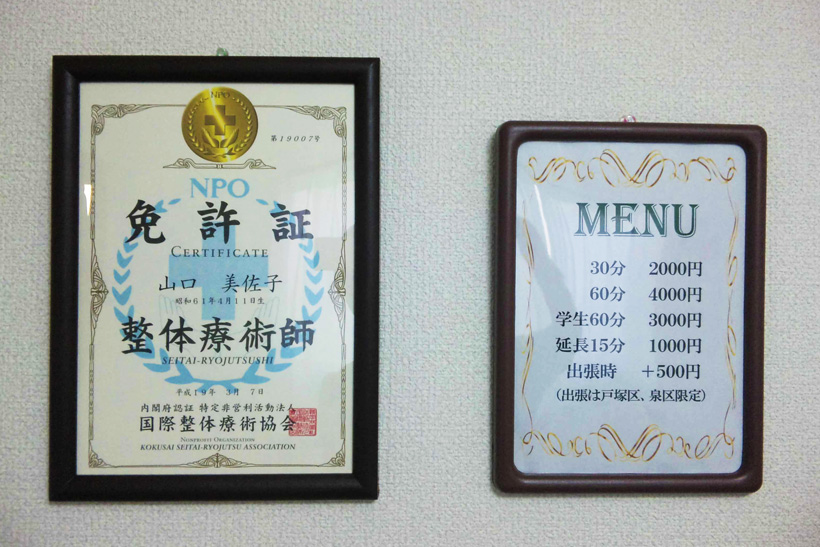 NPO
第19007号
NPO
免許証
CERTIFICATE
山口 美佐子
昭和61年4月11日生
整体療術師
SEITAI-RYOJUTSUSHI
平成19年 3月 7日
内閣府認証 特定非営利活動法人
国際整体療術協会
NONPROFIT ORGANIZATION
KOKUSAI SEITAI-RYOJUTSU ASSOCIATION
MENU
30分 2000円
60分 4000円
学生60分 3000円
延長15分 1000円
出張時 +500円
(出張は戸塚区、泉区限定)